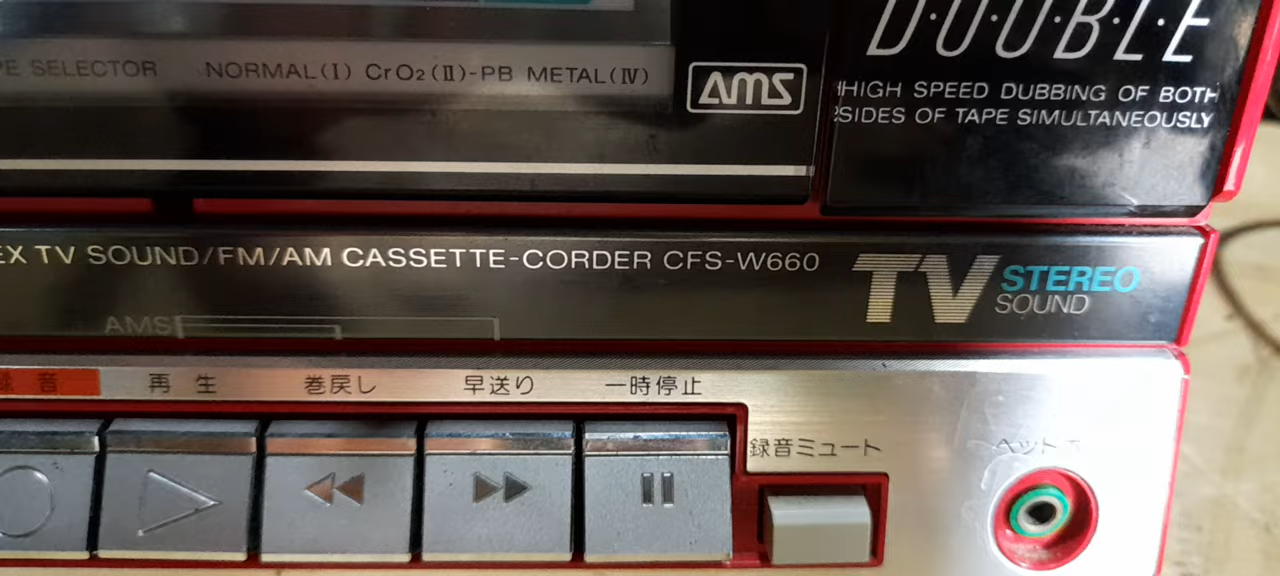 D·O·U·B·L·E
HIGH SPEED DUBBING OF BOTH
SIDES OF TAPE SIMULTANEOUSLY
SELECTOR NORMAL(I) CrO2(II)-PB METAL(IV)
AMS
TV SOUND/FM/AM CASSETTE-CORDER CFS-W660
TV STEREO
SOUND
AMS
音 再生 巻戻し 早送り 一時停止
録音ミュート